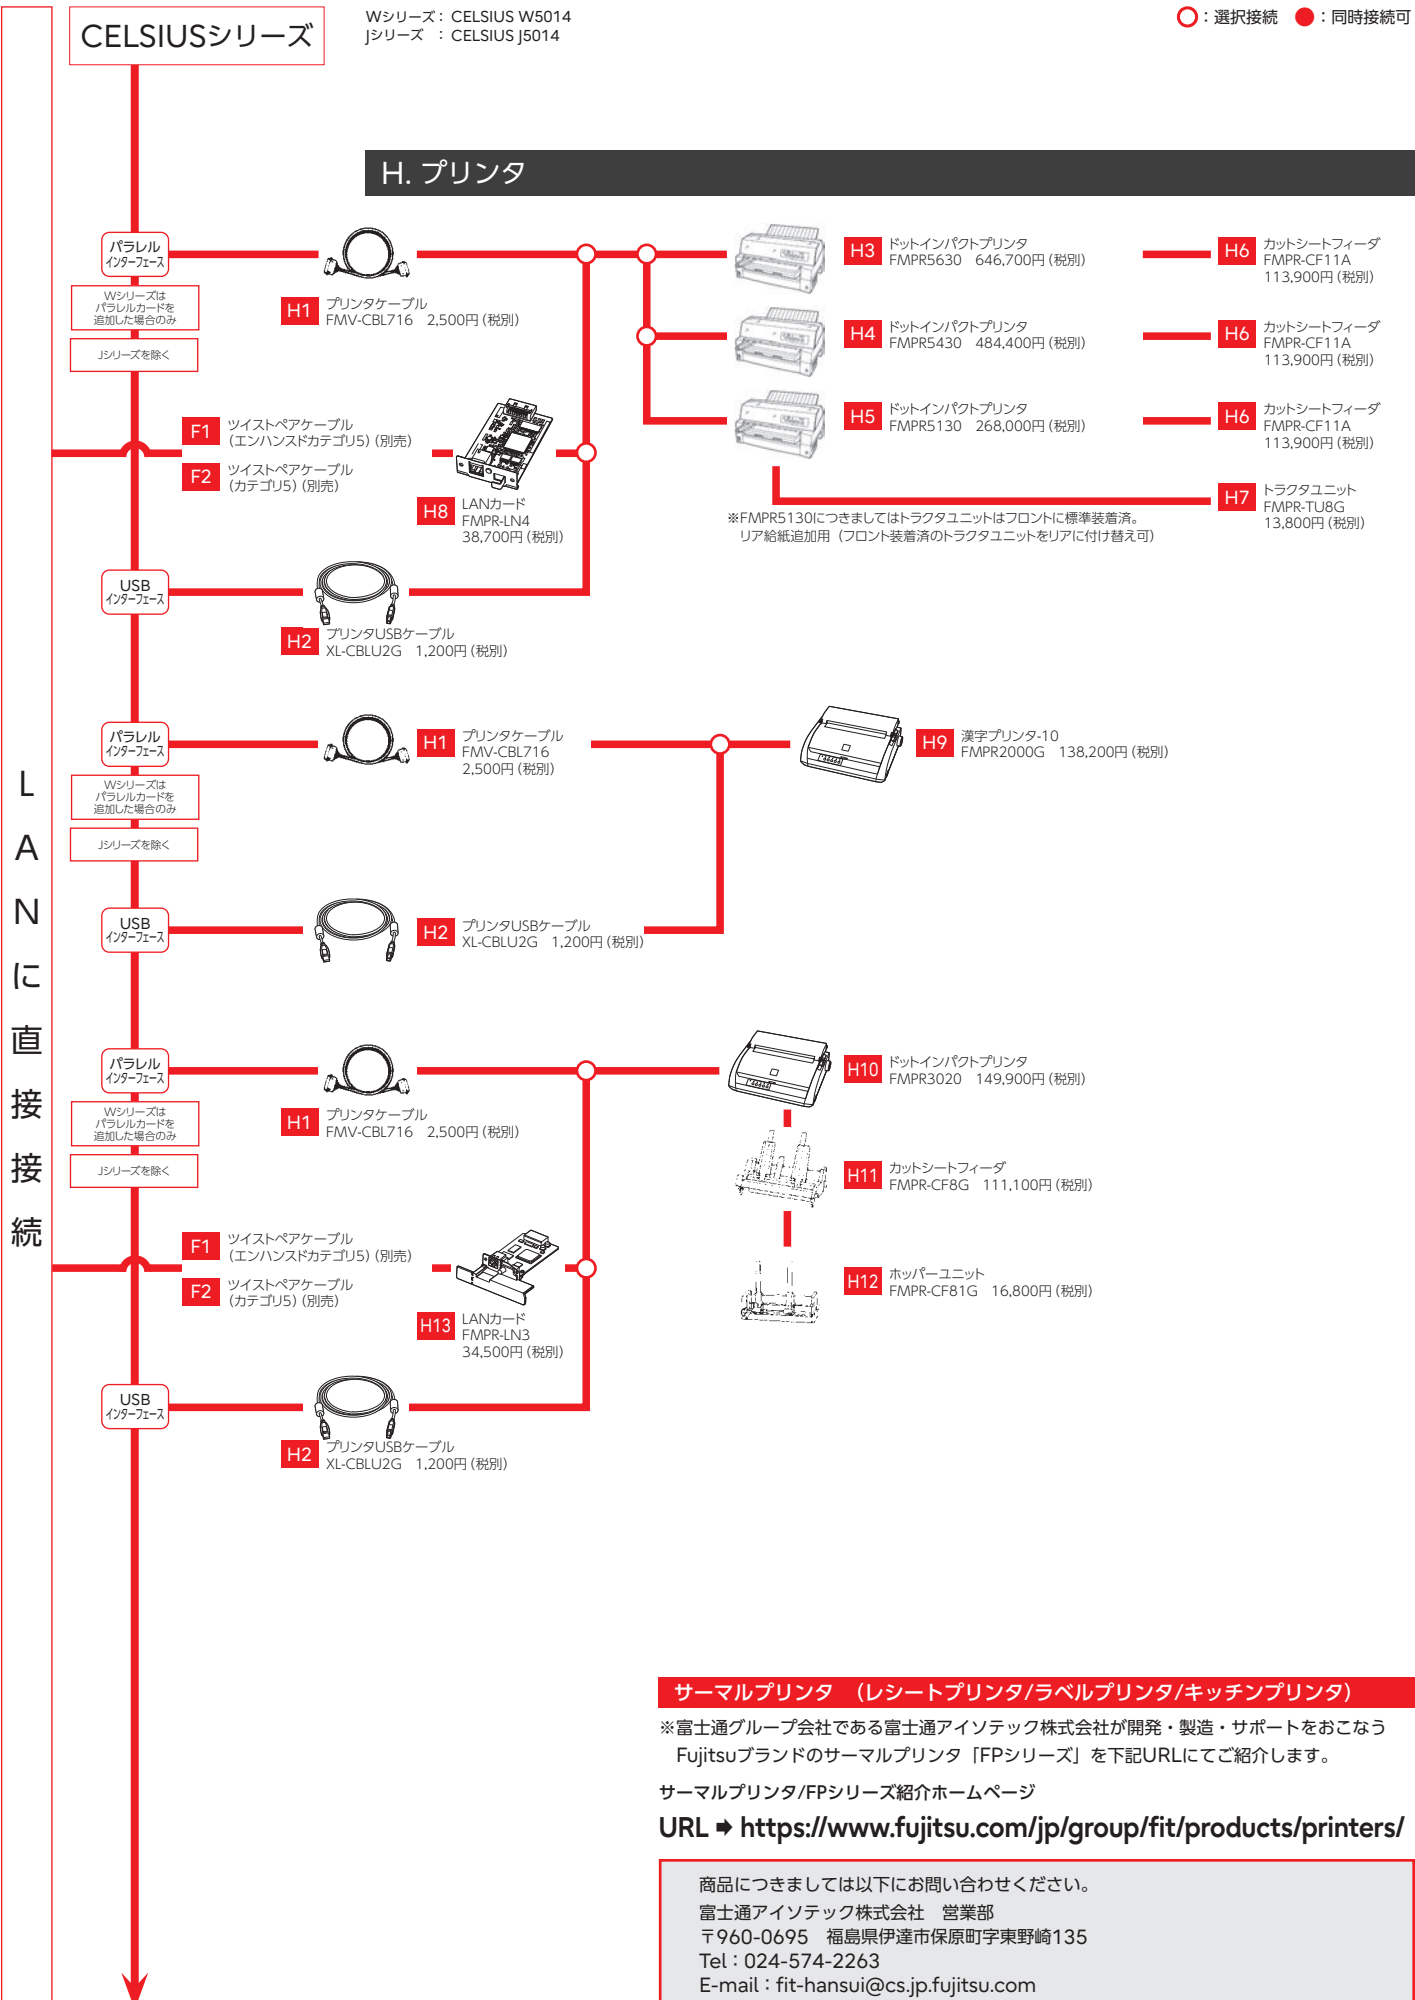 CELSIUSシリーズ
Wシリーズ： CELSIUS W5014
Jシリーズ ： CELSIUS J5014
○：選択接続 ●：同時接続可
H. プリンタ
パラレル
インターフェース
Wシリーズは
パラレルカードを
追加した場合のみ
Jシリーズを除く
H1 プリンタケーブル
FMV-CBL716 2,500円（税別）
H3 ドットインパクトプリンタ
FMPR5630 646,700円（税別）
H6 カットシートフィーダ
FMPR-CF11A
113,900円（税別）
H4 ドットインパクトプリンタ
FMPR5430 484,400円（税別）
H6 カットシートフィーダ
FMPR-CF11A
113,900円（税別）
H5 ドットインパクトプリンタ
FMPR5130 268,000円（税別）
H6 カットシートフィーダ
FMPR-CF11A
113,900円（税別）
F1 ツイストペアケーブル
（エンハンスドカテゴリ5）（別売）
F2 ツイストペアケーブル
（カテゴリ5）（別売）
H8 LANカード
FMPR-LN4
38,700円（税別）
H7 トラクタユニット
FMPR-TU8G
13,800円（税別）
※FMPR5130につきましてはトラクタユニットはフロントに標準装着済。
リア給紙追加用（フロント装着済のトラクタユニットをリアに付け替え可）
USB
インターフェース
H2 プリンタUSBケーブル
XL-CBLU2G 1,200円（税別）
パラレル
インターフェース
Wシリーズは
パラレルカードを
追加した場合のみ
Jシリーズを除く
H1 プリンタケーブル
FMV-CBL716
2,500円（税別）
H9 漢字プリンタ-10
FMPR2000G 138,200円（税別）
USB
インターフェース
H2 プリンタUSBケーブル
XL-CBLU2G 1,200円（税別）
LANに直接接続
パラレル
インターフェース
Wシリーズは
パラレルカードを
追加した場合のみ
Jシリーズを除く
H1 プリンタケーブル
FMV-CBL716 2,500円（税別）
H10 ドットインパクトプリンタ
FMPR3020 149,900円（税別）
H11 カットシートフィーダ
FMPR-CF8G 111,100円（税別）
H12 ホッパーユニット
FMPR-CF81G 16,800円（税別）
F1 ツイストペアケーブル
（エンハンスドカテゴリ5）（別売）
F2 ツイストペアケーブル
（カテゴリ5）（別売）
H13 LANカード
FMPR-LN3
34,500円（税別）
USB
インターフェース
H2 プリンタUSBケーブル
XL-CBLU2G 1,200円（税別）
サーマルプリンタ （レシートプリンタ/ラベルプリンタ/キッチンプリンタ）
※富士通グループ会社である富士通アイソテック株式会社が開発・製造・サポートをおこなう
Fujitsuブランドのサーマルプリンタ「FPシリーズ」を下記URLにてご紹介します。
サーマルプリンタ/FPシリーズ紹介ホームページ
URL ➡ https://www.fujitsu.com/jp/group/fit/products/printers/
商品につきましては以下にお問い合わせください。
富士通アイソテック株式会社 営業部
〒960-0695 福島県伊達市保原町字東野崎135
Tel：024-574-2263
E-mail：fit-hansui@cs.jp.fujitsu.com